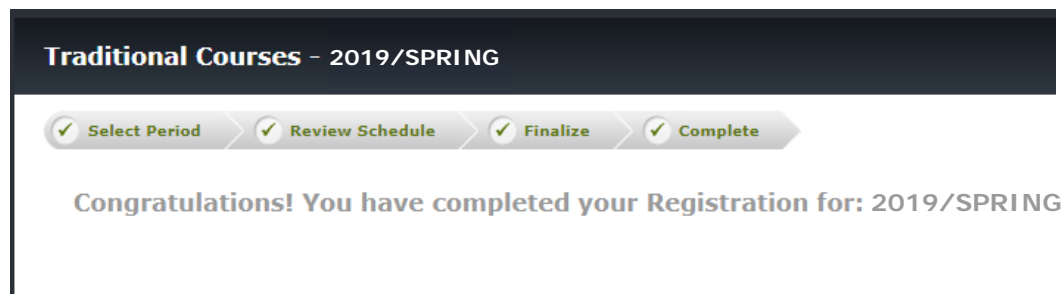 Traditional Courses - 2019/SPRING
Select Period Review Schedule Finalize Complete
Congratulations! You have completed your Registration for: 2019/SPRING